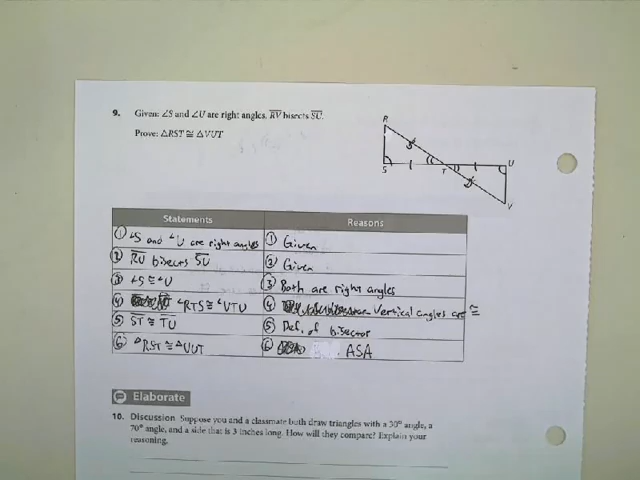 9. Given: ∠S and ∠U are right angles, RV bisects SU.
Prove: △RST ≅ △VUT
R
S
T
U
V
Statements
Reasons
① ∠S and ∠U are right angles
① Given
② RV bisects SU
② Given
③ ∠S ≅ ∠U
③ Both are right angles
④ ∠RTS ≅ ∠VTU
④ Vertical angles are ≅
⑤ ST ≅ TU
⑤ Def. of bisector
⑥ △RST ≅ △VUT
⑥ ASA
Elaborate
10. Discussion Suppose you and a classmate both draw triangles with a 30° angle, a
70° angle, and a side that is 3 inches long. How will they compare? Explain your
reasoning.